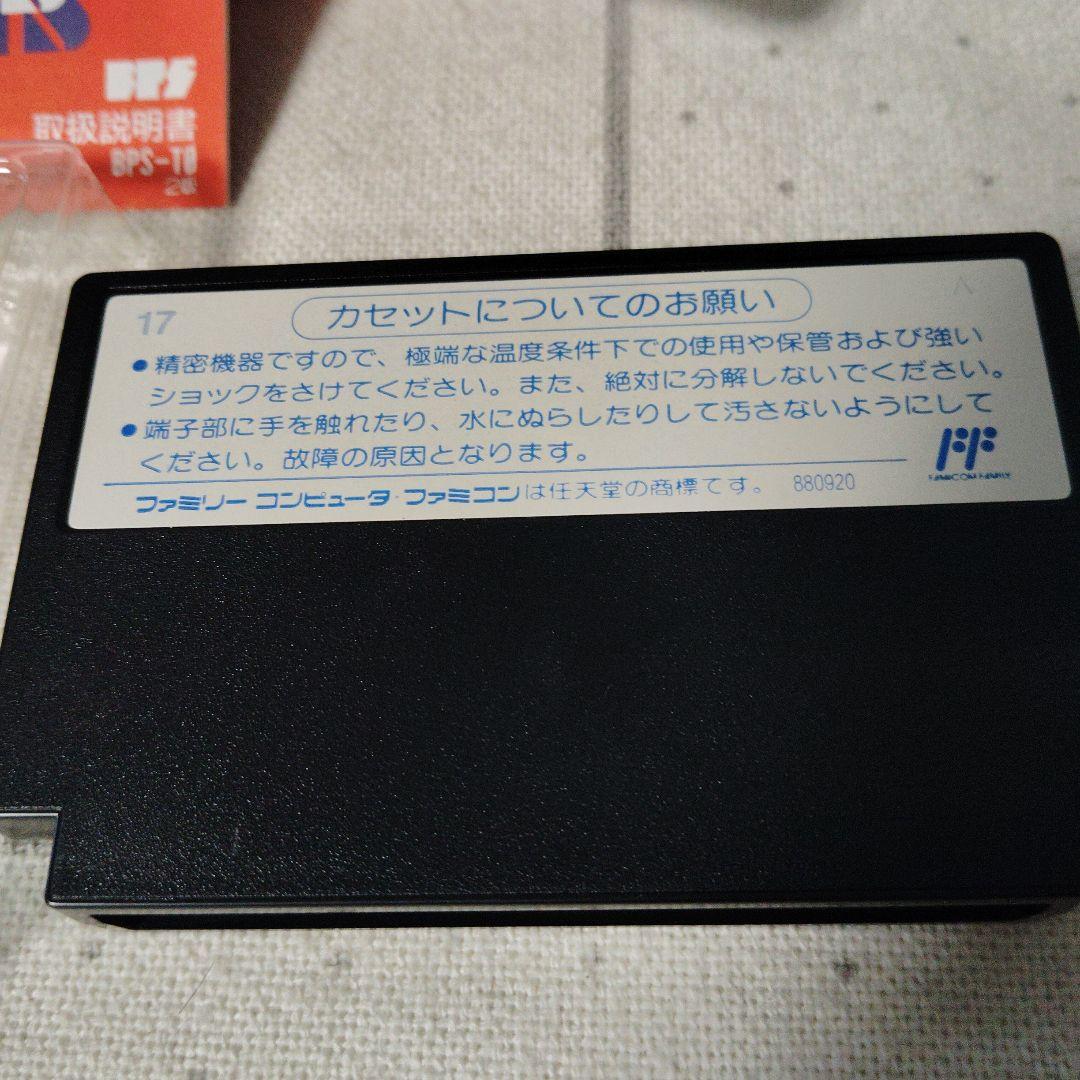 BPS
取扱説明書
BPS-T0
2版
17
カセットについてのお願い
●精密機器ですので、極端な温度条件下での使用や保管および強い
ショックをさけてください。また、絶対に分解しないでください。
●端子部に手を触れたり、水にぬらしたりして汚さないようにして
ください。故障の原因となります。
FAMICOM FAMILY
ファミリーコンピュータ・ファミコンは任天堂の商標です。 880920